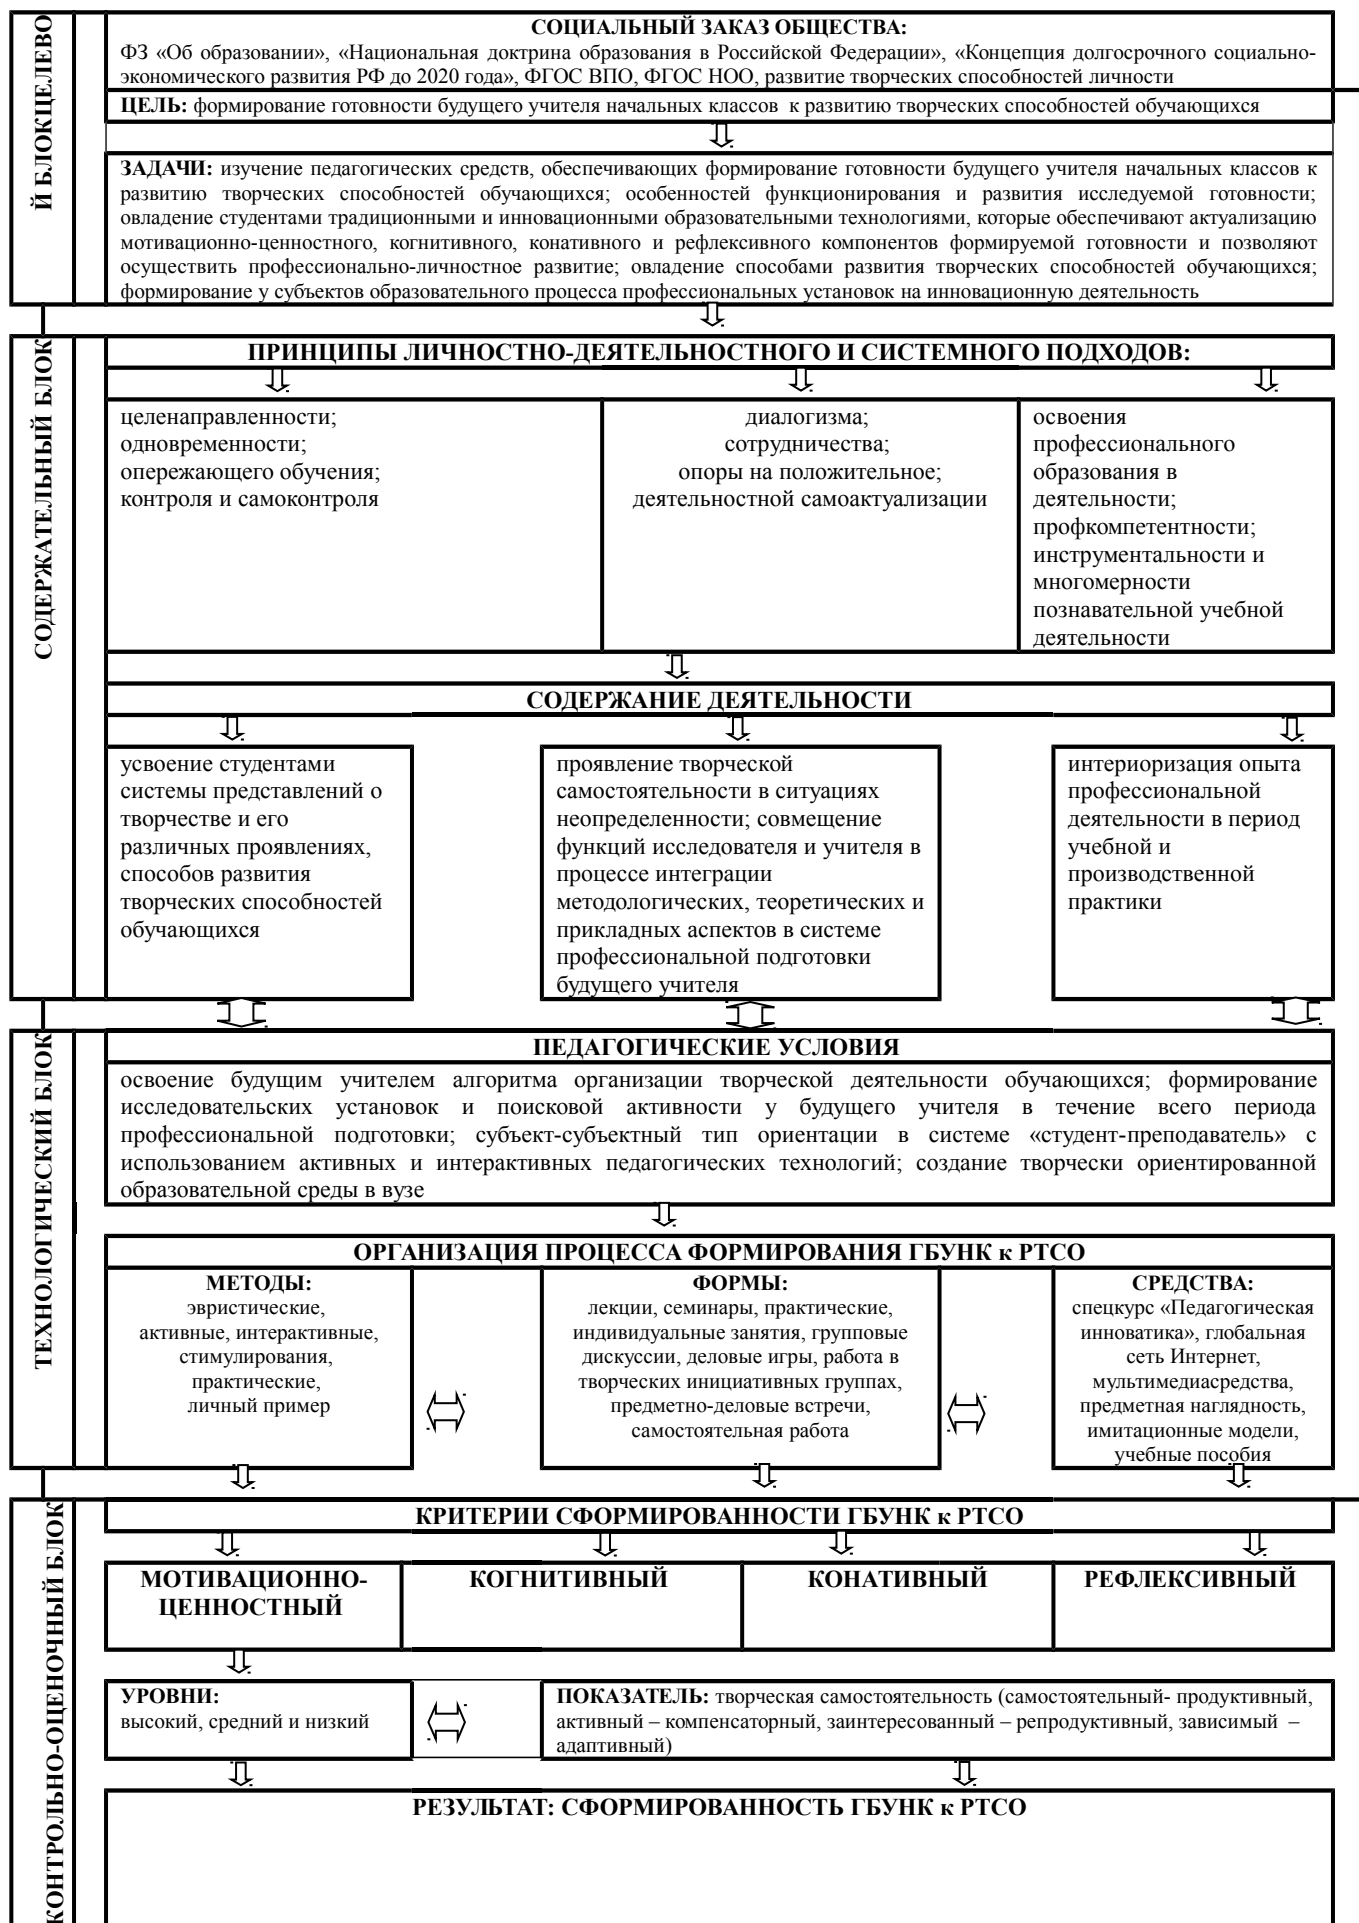 Й БЛОКЦЕЛЕВО
СОЦИАЛЬНЫЙ ЗАКАЗ ОБЩЕСТВА:
ФЗ «Об образовании», «Национальная доктрина образования в Российской Федерации», «Концепция долгосрочного социально-
экономического развития РФ до 2020 года», ФГОС ВПО, ФГОС НОО, развитие творческих способностей личности
ЦЕЛЬ: формирование готовности будущего учителя начальных классов к развитию творческих способностей обучающихся
ЗАДАЧИ: изучение педагогических средств, обеспечивающих формирование готовности будущего учителя начальных классов к
развитию творческих способностей обучающихся; особенностей функционирования и развития исследуемой готовности;
овладение студентами традиционными и инновационными образовательными технологиями, которые обеспечивают актуализацию
мотивационно-ценностного, когнитивного, конативного и рефлексивного компонентов формируемой готовности и позволяют
осуществить профессионально-личностное развитие; овладение способами развития творческих способностей обучающихся;
формирование у субъектов образовательного процесса профессиональных установок на инновационную деятельность
СОДЕРЖАТЕЛЬНЫЙ БЛОК
ПРИНЦИПЫ ЛИЧНОСТНО-ДЕЯТЕЛЬНОСТНОГО И СИСТЕМНОГО ПОДХОДОВ:
целенаправленности;
одновременности;
опережающего обучения;
контроля и самоконтроля
диалогизма;
сотрудничества;
опоры на положительное;
деятельностной самоактуализации
освоения
профессионального
образования в
деятельности;
профкомпетентности;
инструментальности и
многомерности
познавательной учебной
деятельности
СОДЕРЖАНИЕ ДЕЯТЕЛЬНОСТИ
усвоение студентами
системы представлений о
творчестве и его
различных проявлениях,
способов развития
творческих способностей
обучающихся
проявление творческой
самостоятельности в ситуациях
неопределенности; совмещение
функций исследователя и учителя в
процессе интеграции
методологических, теоретических и
прикладных аспектов в системе
профессиональной подготовки
будущего учителя
интериоризация опыта
профессиональной
деятельности в период
учебной и
производственной
практики
ТЕХНОЛОГИЧЕСКИЙ БЛОК
ПЕДАГОГИЧЕСКИЕ УСЛОВИЯ
освоение будущим учителем алгоритма организации творческой деятельности обучающихся; формирование
исследовательских установок и поисковой активности у будущего учителя в течение всего периода
профессиональной подготовки; субъект-субъектный тип ориентации в системе «студент-преподаватель» с
использованием активных и интерактивных педагогических технологий; создание творчески ориентированной
образовательной среды в вузе
ОРГАНИЗАЦИЯ ПРОЦЕССА ФОРМИРОВАНИЯ ГБУНК к РТСО
МЕТОДЫ:
эвристические,
активные, интерактивные,
стимулирования,
практические,
личный пример
ФОРМЫ:
лекции, семинары, практические,
индивидуальные занятия, групповые
дискуссии, деловые игры, работа в
творческих инициативных группах,
предметно-деловые встречи,
самостоятельная работа
СРЕДСТВА:
спецкурс «Педагогическая
инноватика», глобальная
сеть Интернет,
мультимедиасредства,
предметная наглядность,
имитационные модели,
учебные пособия
КОНТРОЛЬНО-ОЦЕНОЧНЫЙ БЛОК
КРИТЕРИИ СФОРМИРОВАННОСТИ ГБУНК к РТСО
МОТИВАЦИОННО-
ЦЕННОСТНЫЙ
КОГНИТИВНЫЙ
КОНАТИВНЫЙ
РЕФЛЕКСИВНЫЙ
УРОВНИ:
высокий, средний и низкий
ПОКАЗАТЕЛЬ: творческая самостоятельность (самостоятельный- продуктивный,
активный – компенсаторный, заинтересованный – репродуктивный, зависимый –
адаптивный)
РЕЗУЛЬТАТ: СФОРМИРОВАННОСТЬ ГБУНК к РТСО